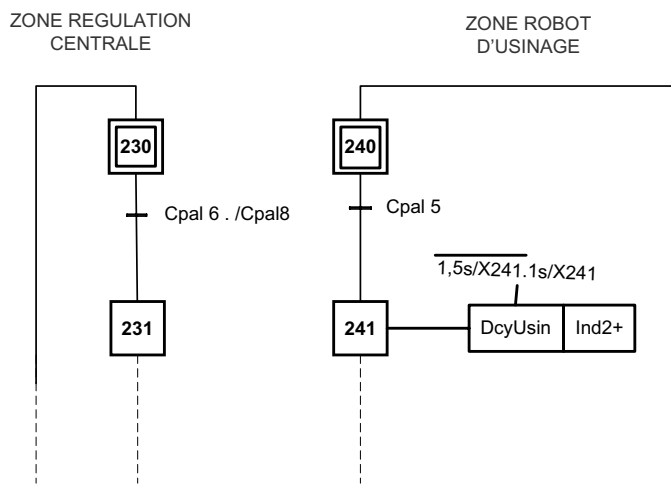 ZONE REGULATION
CENTRALE
ZONE ROBOT
D'USINAGE
230
240
Cpal 6 . /Cpal8
Cpal 5
1,5s/X241.1s/X241
231
241
DcyUsin
Ind2+